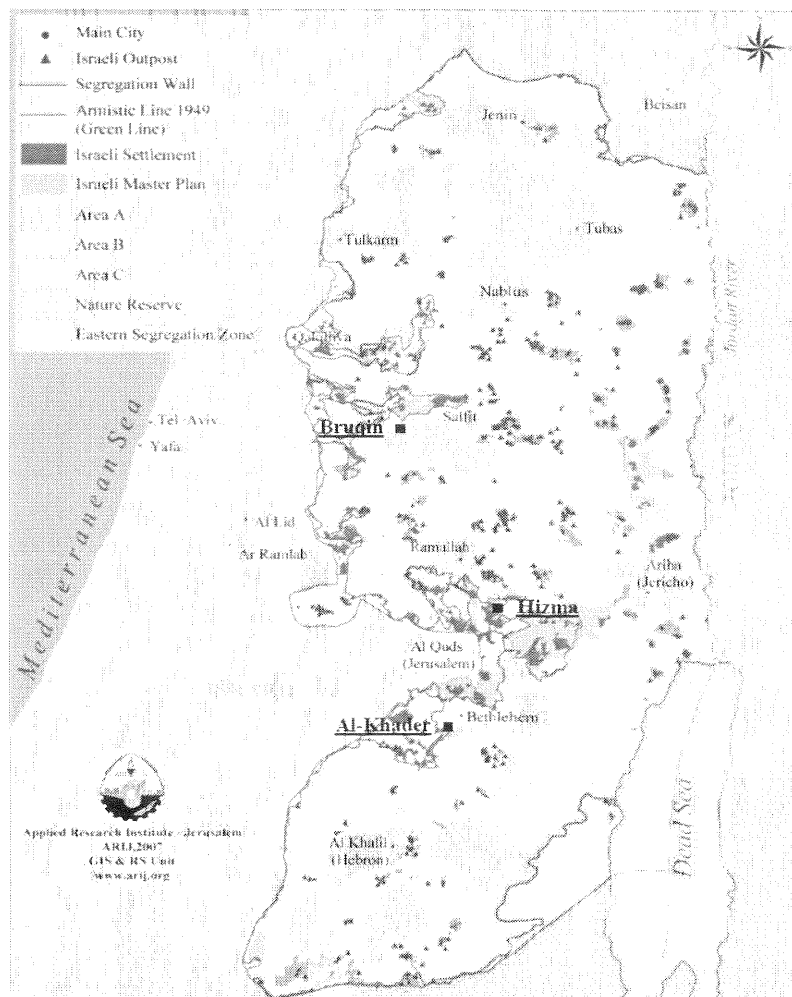 Main City
Israeli Outpost
Segregation Wall
Armistic Line 1949
(Green Line)
Israeli Settlement
Israeli Master Plan
Area A
Area B
Area C
Nature Reserve
Eastern Segregation Zone
Jenin
Beisan
Tulkarm
Tubas
Nablus
Jordan River
Qalqilya
Salfit
Bruqin
Tel Aviv
Yafa
Mediterranean Sea
Al Lid
Ar Ramlah
Ramallah
Ariha
(Jericho)
Hizma
Al Quds
(Jerusalem)
Al-Khader
Bethlehem
Al Khalil
(Hebron)
Dead Sea
Applied Research Institute - Jerusalem
ARIJ,2007
GIS & RS Unit
www.arij.org